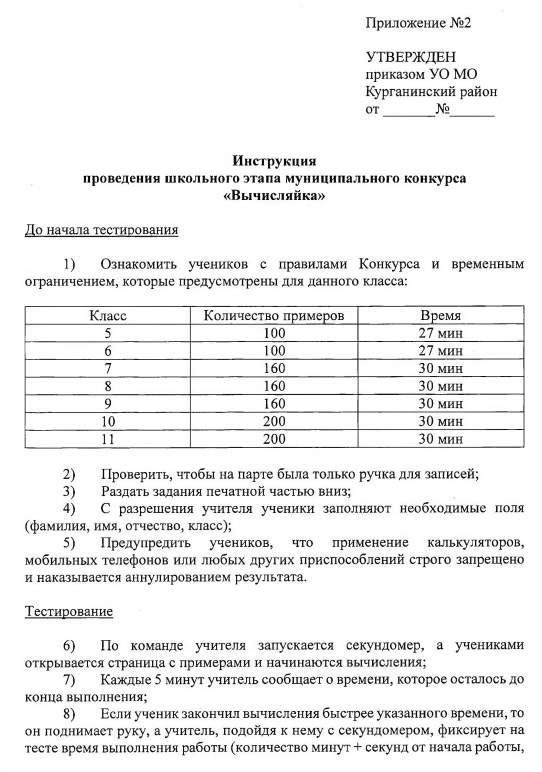 Приложение №2
УТВЕРЖДЕН
приказом УО МО
Курганинский район
от _______№______
Инструкция
проведения школьного этапа муниципального конкурса
«Вычисляйка»
До начала тестирования
1) Ознакомить учеников с правилами Конкурса и временным
ограничением, которые предусмотрены для данного класса:
Класс Количество примеров Время
5 100 27 мин
6 100 27 мин
7 160 30 мин
8 160 30 мин
9 160 30 мин
10 200 30 мин
11 200 30 мин
2) Проверить, чтобы на парте была только ручка для записей;
3) Раздать задания печатной частью вниз;
4) С разрешения учителя ученики заполняют необходимые поля
(фамилия, имя, отчество, класс);
5) Предупредить учеников, что применение калькуляторов,
мобильных телефонов или любых других приспособлений строго запрещено
и наказывается аннулированием результата.
Тестирование
6) По команде учителя запускается секундомер, а учениками
открывается страница с примерами и начинаются вычисления;
7) Каждые 5 минут учитель сообщает о времени, которое осталось до
конца выполнения;
8) Если ученик закончил вычисления быстрее указанного времени, то
он поднимает руку, а учитель, подойдя к нему с секундомером, фиксирует на
тесте время выполнения работы (количество минут + секунд от начала работы,